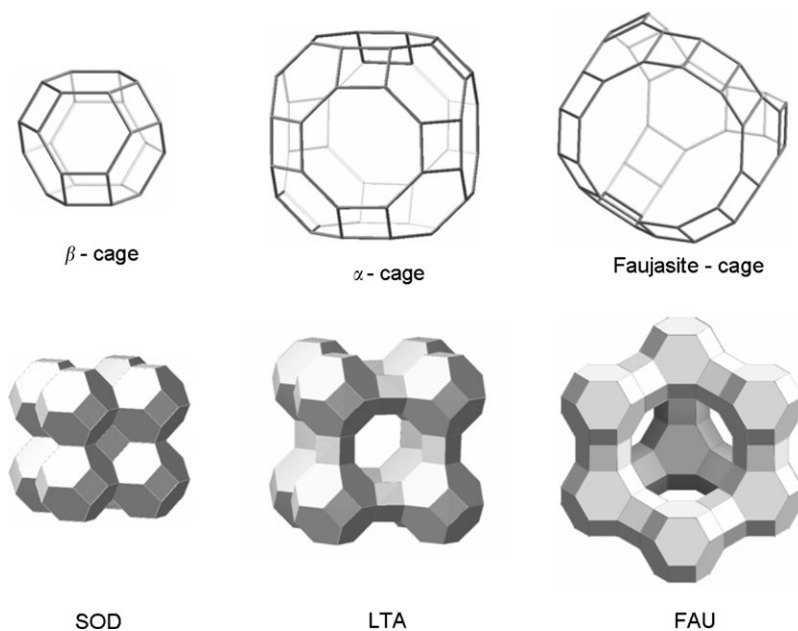 β - cage
α - cage
Faujasite - cage
SOD
LTA
FAU